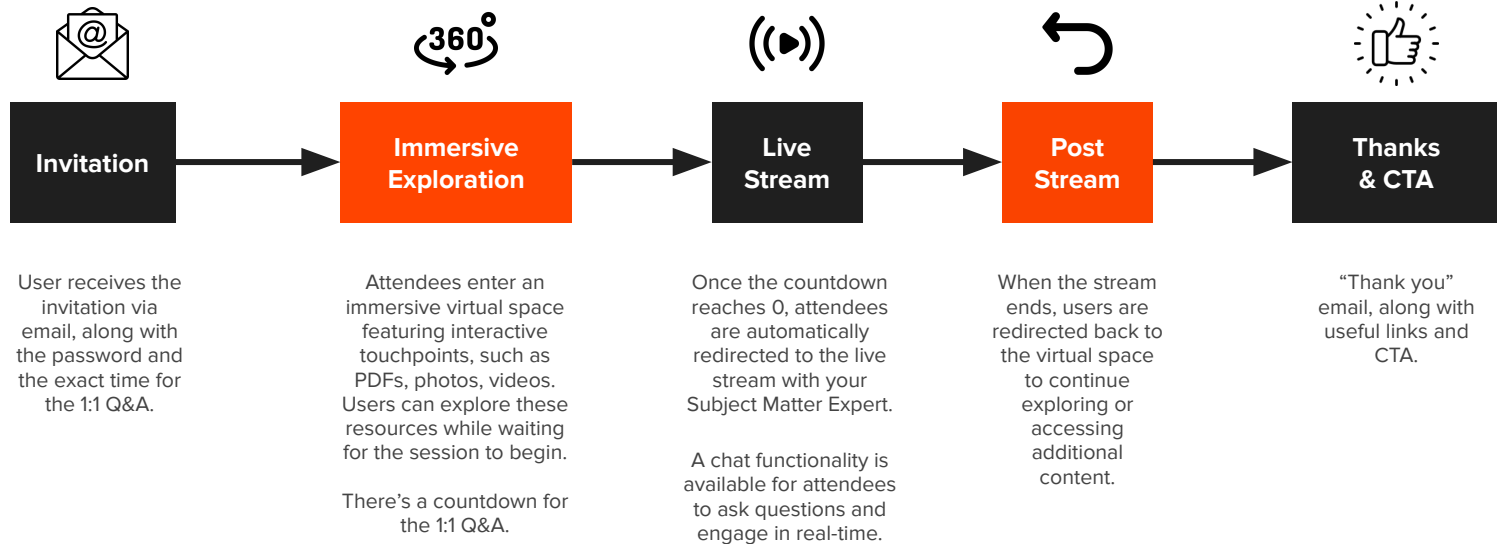 @
360°
Invitation
Immersive
Exploration
Live
Stream
Post
Stream
Thanks
& CTA
User receives the
invitation via
email, along with
the password and
the exact time for
the 1:1 Q&A.
Attendees enter an
immersive virtual space
featuring interactive
touchpoints, such as
PDFs, photos, videos.
Users can explore these
resources while waiting
for the session to begin.
There’s a countdown for
the 1:1 Q&A.
Once the countdown
reaches 0, attendees
are automatically
redirected to the live
stream with your
Subject Matter Expert.
A chat functionality is
available for attendees
to ask questions and
engage in real-time.
When the stream
ends, users are
redirected back to
the virtual space
to continue
exploring or
accessing
additional
content.
“Thank you”
email, along with
useful links and
CTA.